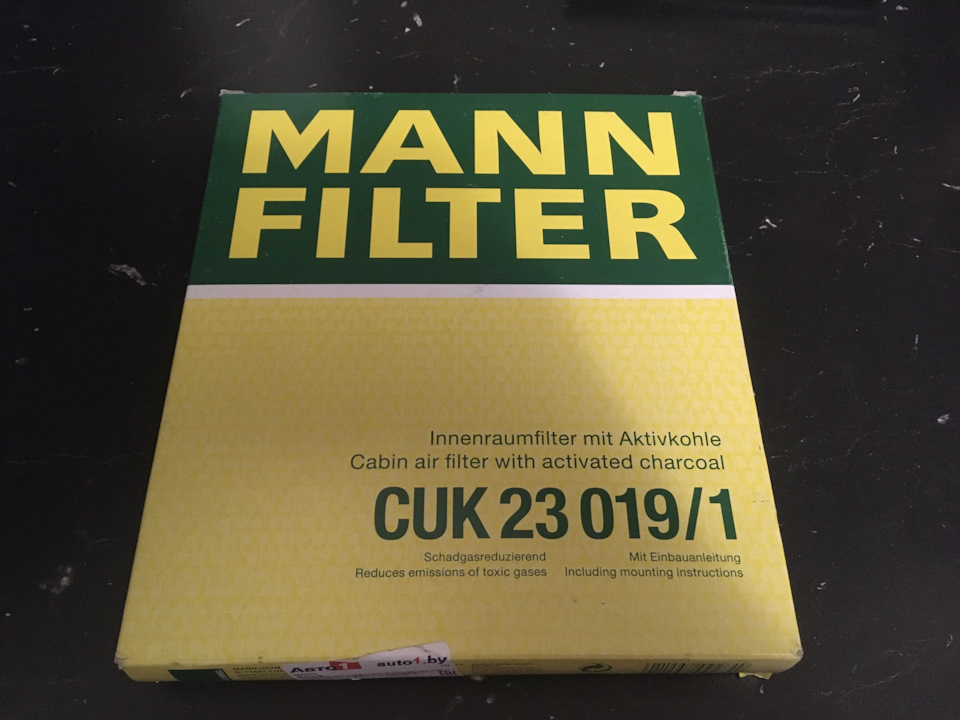 MANN
FILTER
Innenraumfilter mit Aktivkohle
Cabin air filter with activated charcoal
CUK 23 019/1
Schadgasreduzierend
Reduces emissions of toxic gases
Mit Einbauanleitung
Including mounting instructions
Авто1
auto1.by